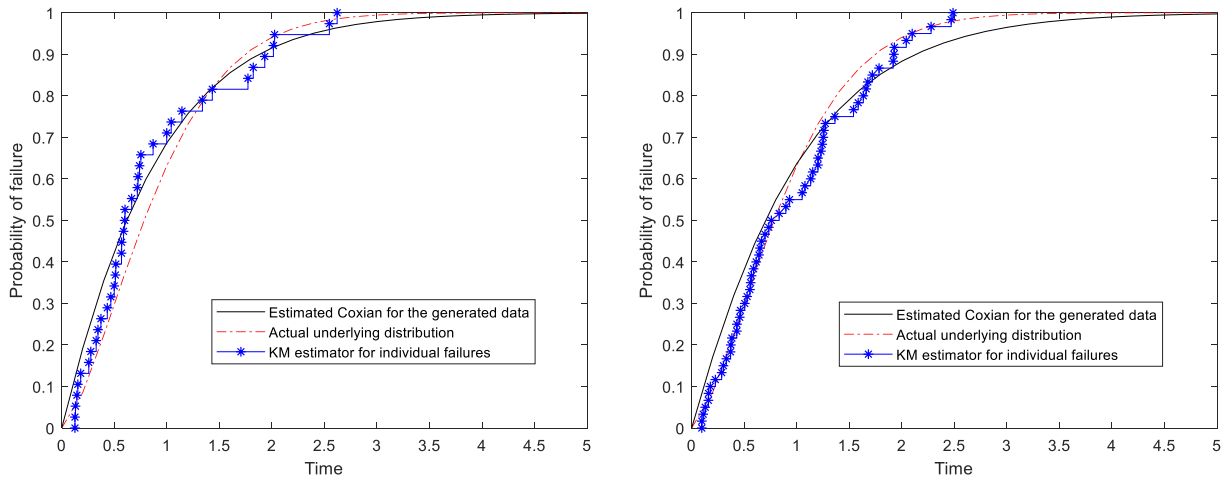 1
0.9
0.8
0.7
0.6
0.5
0.4
0.3
0.2
0.1
0
Probability of failure
Estimated Coxian for the generated data
Actual underlying distribution
KM estimator for individual failures
0 0.5 1 1.5 2 2.5 3 3.5 4 4.5 5
Time
1
0.9
0.8
0.7
0.6
0.5
0.4
0.3
0.2
0.1
0
Probability of failure
Estimated Coxian for the generated data
Actual underlying distribution
KM estimator for individual failures
0 0.5 1 1.5 2 2.5 3 3.5 4 4.5 5
Time